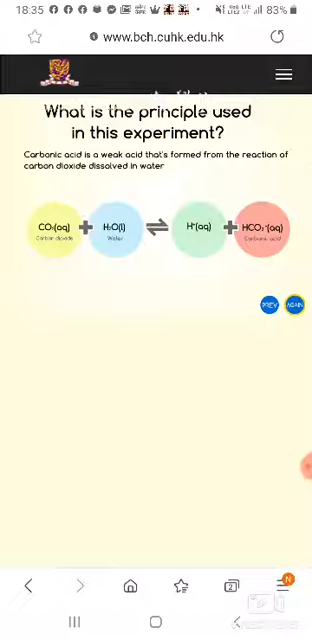 18:35
83%
www.bch.cuhk.edu.hk
What is the principle used
in this experiment?
Carbonic acid is a weak acid that's formed from the reaction of
carbon dioxide dissolved in water
CO₂(aq) + H₂O(l) ⇌ H⁺(aq) + HCO₃⁻(aq)
Carbon dioxide Water Carbonic acid
PREV AGAIN
2
N